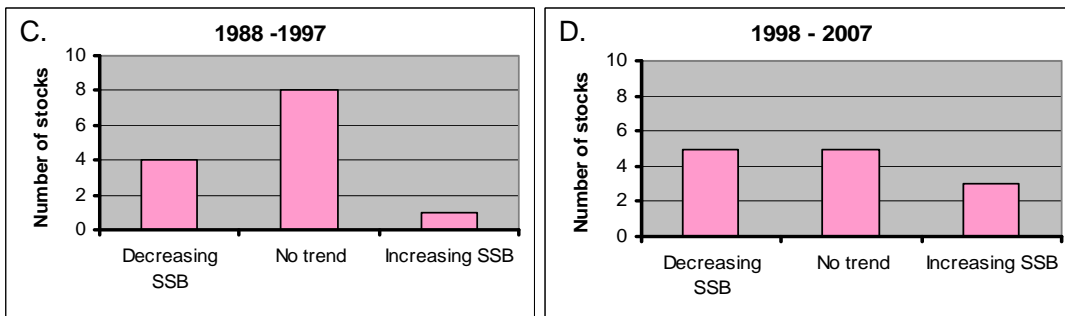 C.
1988 -1997
Number of stocks
10
8
6
4
2
0
Decreasing
SSB
No trend
Increasing SSB
D.
1998 - 2007
Number of stocks
10
8
6
4
2
0
Decreasing
SSB
No trend
Increasing SSB